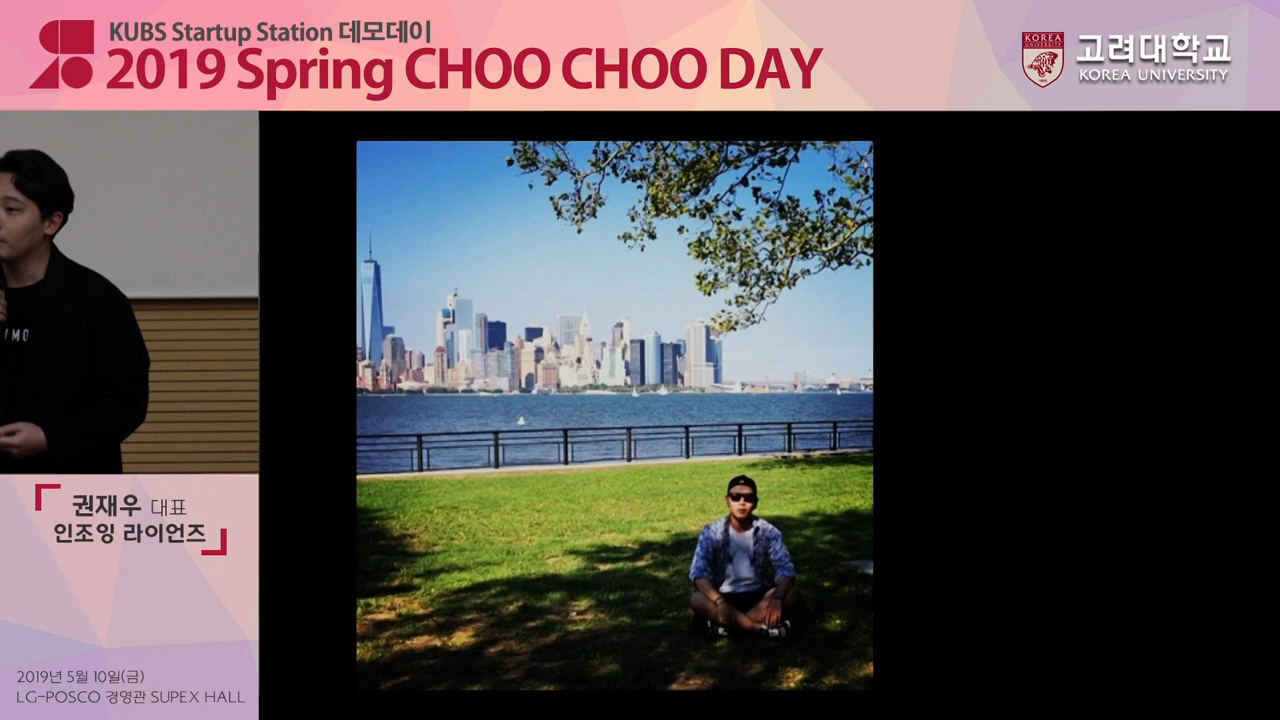 KUBS Startup Station 데모데이
2019 Spring CHOO CHOO DAY
KOREA
UNIVERSITY
고려대학교
KOREA UNIVERSITY
권재우 대표
인조잉 라이언즈
2019년 5월 10일(금)
LG-POSCO 경영관 SUPEX HALL